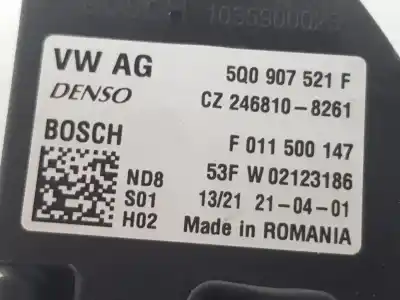 VW AG 5Q0 907 521 F
DENSO CZ 246810-8261
BOSCH F 011 500 147
ND8 53F W 02123186
S01 13/21 21-04-01
H02 Made in ROMANIA